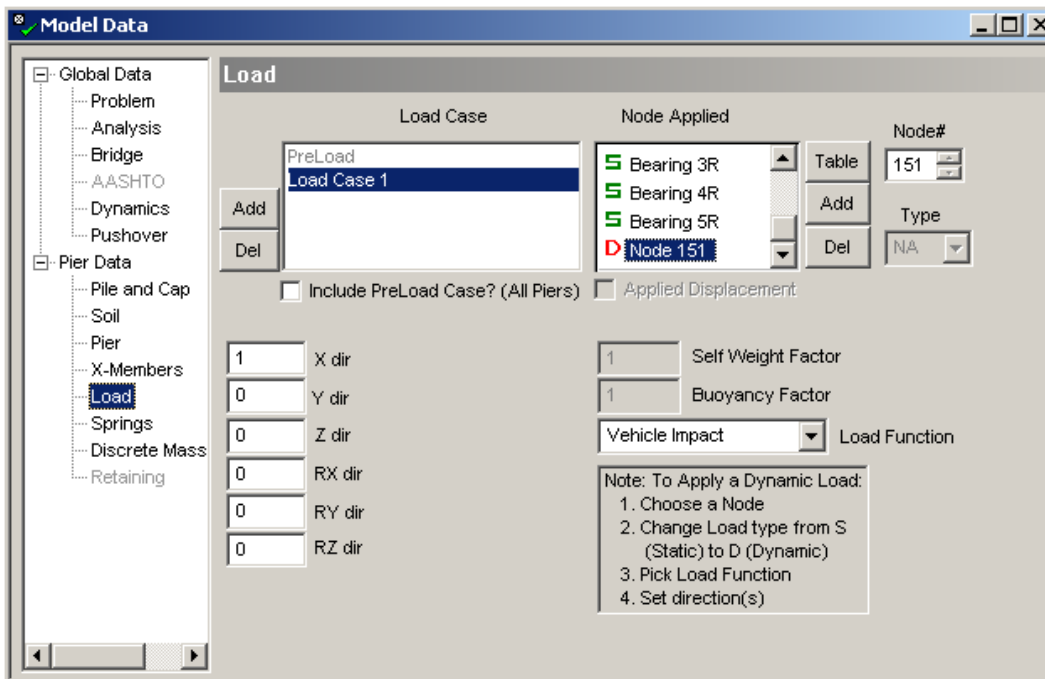 Model Data
Global Data
Problem
Analysis
Bridge
AASHTO
Dynamics
Pushover
Pier Data
Pile and Cap
Soil
Pier
X-Members
Load
Springs
Discrete Mass
Retaining
Load
Load Case
Node Applied
Node#
PreLoad
Load Case 1
Add
Del
S Bearing 3R
S Bearing 4R
S Bearing 5R
D Node 151
Table
Add
Del
151
Type
NA
Include PreLoad Case? (All Piers)
Applied Displacement
1 X dir
0 Y dir
0 Z dir
0 RX dir
0 RY dir
0 RZ dir
1 Self Weight Factor
1 Buoyancy Factor
Vehicle Impact Load Function
Note: To Apply a Dynamic Load:
1. Choose a Node
2. Change Load type from S
(Static) to D (Dynamic)
3. Pick Load Function
4. Set direction(s)